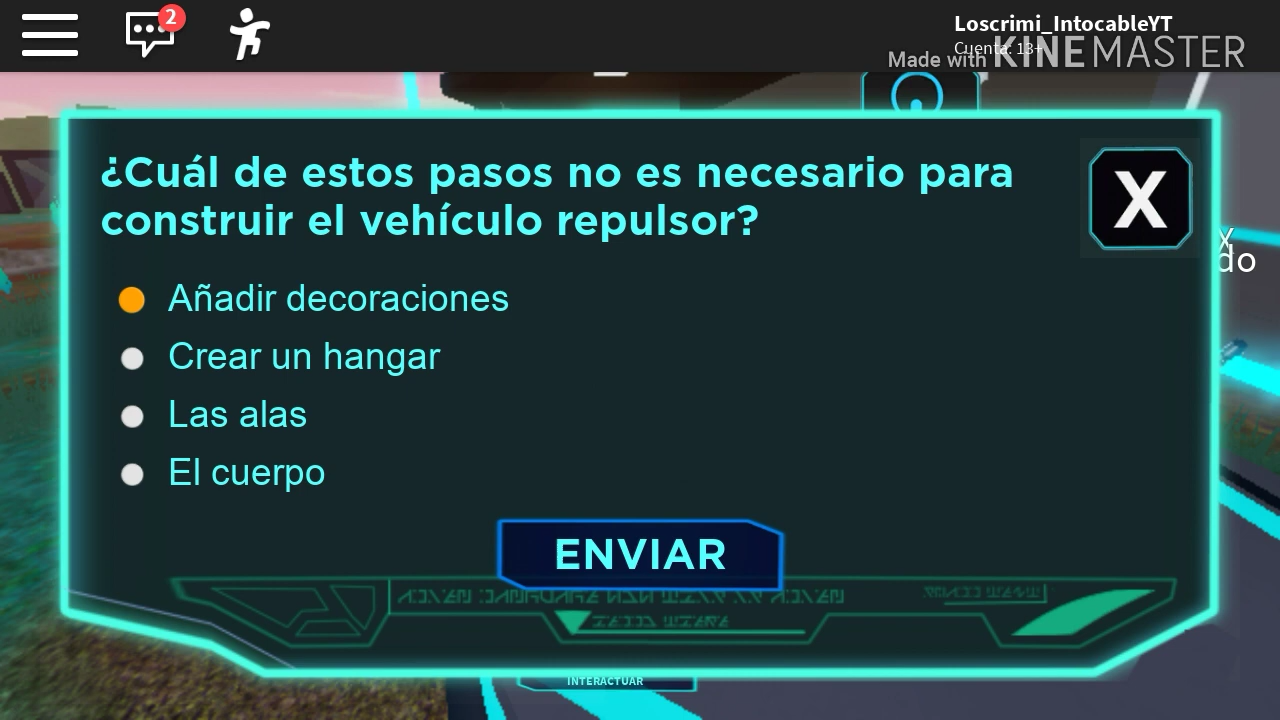 2
Loscrimi_IntocableYT
Cuenta: 13+
Made with KINEMASTER
¿Cuál de estos pasos no es necesario para
construir el vehículo repulsor?
X
Añadir decoraciones
Crear un hangar
Las alas
El cuerpo
ENVIAR
INTERACTUAR